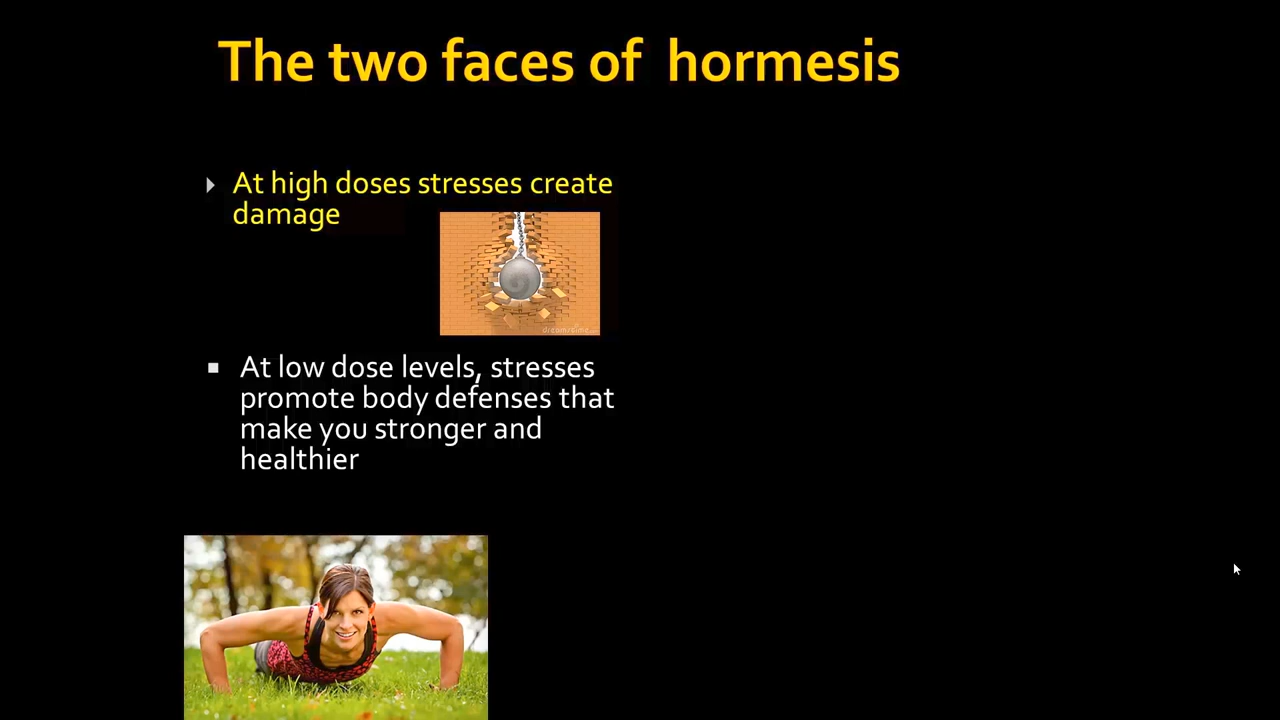 The two faces of hormesis
At high doses stresses create
damage
dreamstime
At low dose levels, stresses
promote body defenses that
make you stronger and
healthier